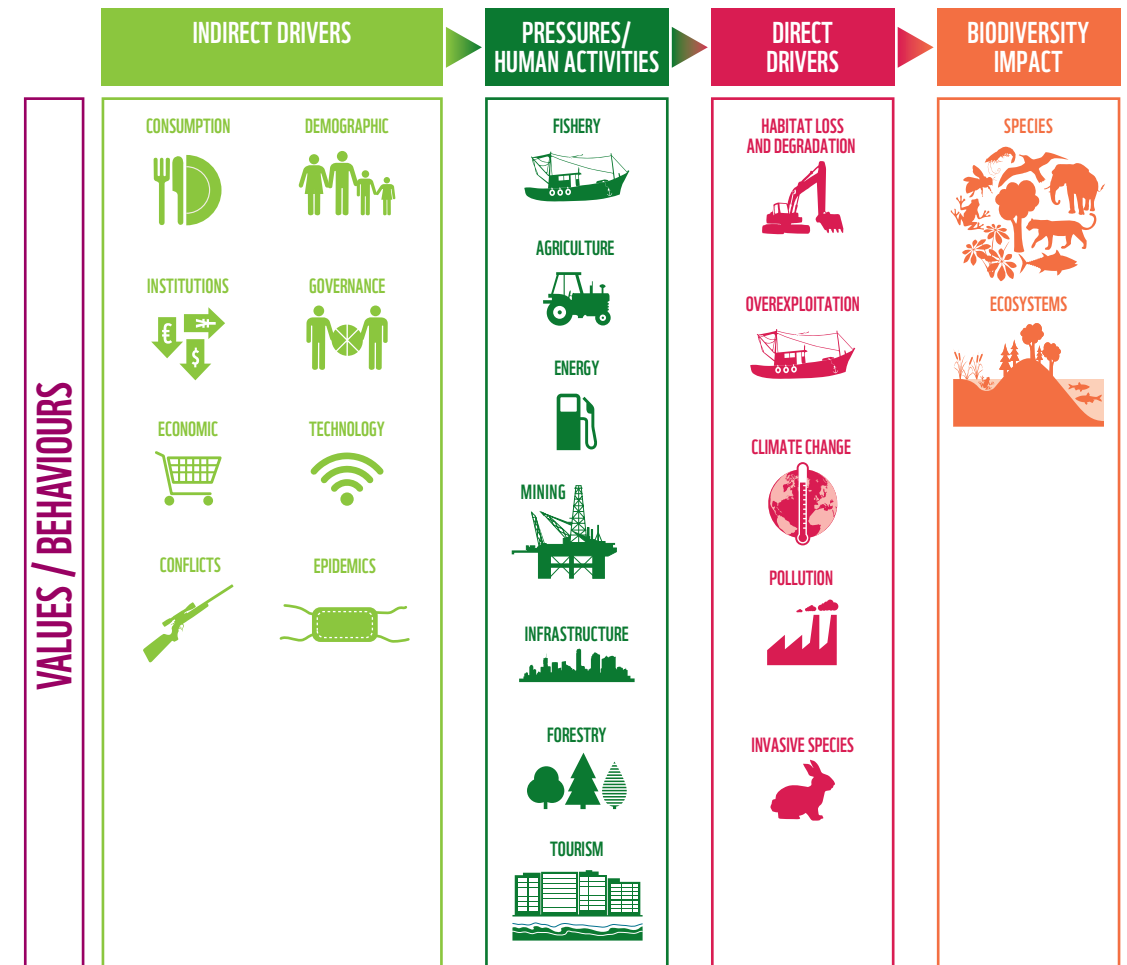 INDIRECT DRIVERS
PRESSURES/
HUMAN ACTIVITIES
DIRECT
DRIVERS
BIODIVERSITY
IMPACT
VALUES / BEHAVIOURS
CONSUMPTION
DEMOGRAPHIC
INSTITUTIONS
GOVERNANCE
€
$
ECONOMIC
TECHNOLOGY
CONFLICTS
EPIDEMICS
FISHERY
AGRICULTURE
ENERGY
MINING
INFRASTRUCTURE
FORESTRY
TOURISM
HABITAT LOSS
AND DEGRADATION
OVEREXPLOITATION
CLIMATE CHANGE
POLLUTION
INVASIVE SPECIES
SPECIES
ECOSYSTEMS